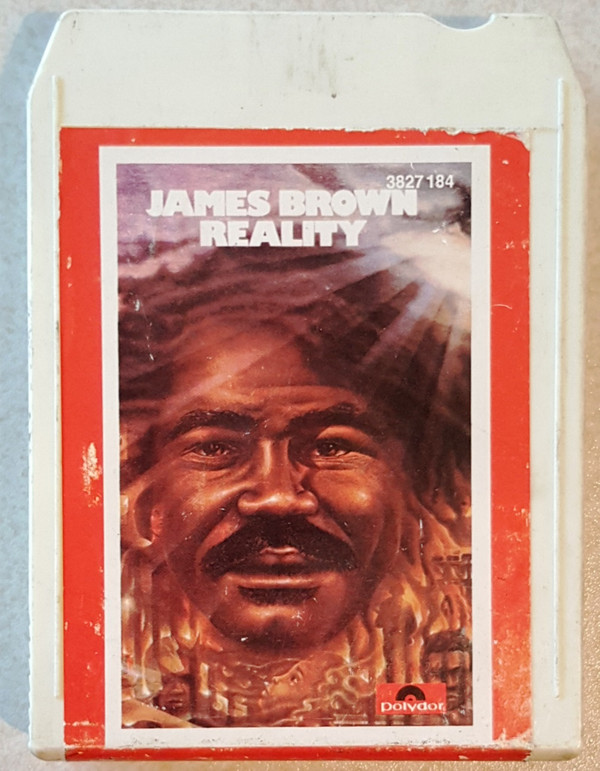 3827 184
JAMES BROWN
REALITY
polydor